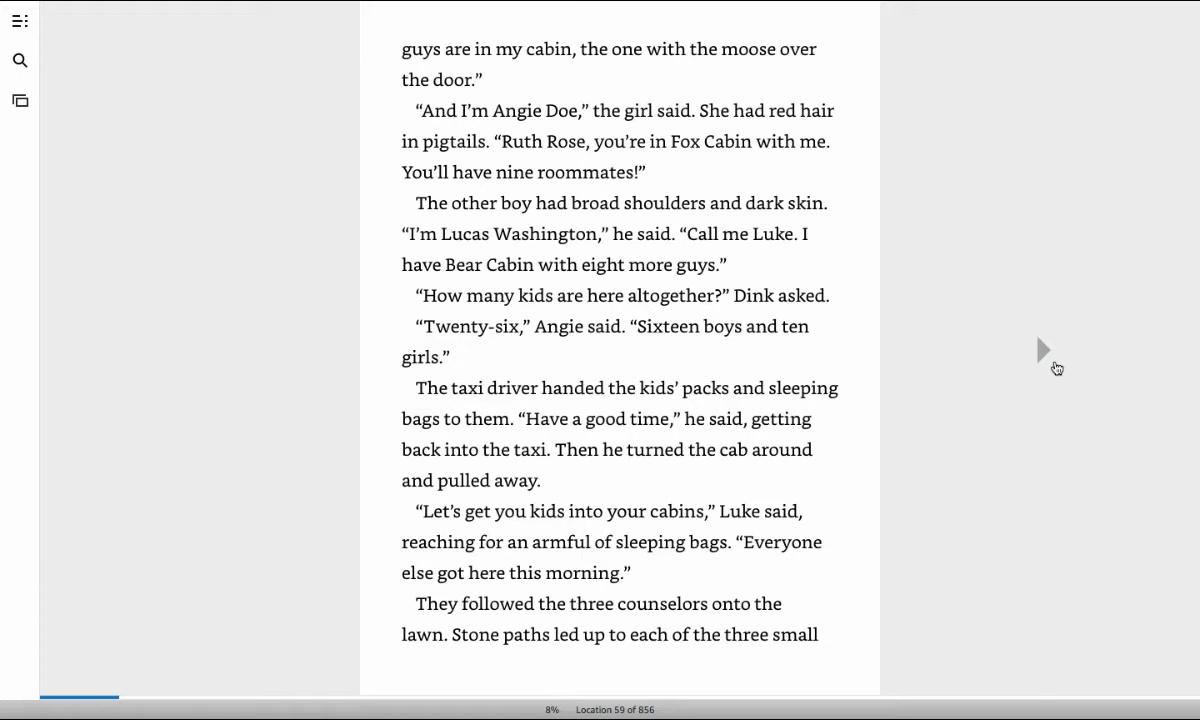 guys are in my cabin, the one with the moose over
the door.”
“And I’m Angie Doe,” the girl said. She had red hair
in pigtails. “Ruth Rose, you’re in Fox Cabin with me.
You’ll have nine roommates!”
The other boy had broad shoulders and dark skin.
“I’m Lucas Washington,” he said. “Call me Luke. I
have Bear Cabin with eight more guys.”
“How many kids are here altogether?” Dink asked.
“Twenty-six,” Angie said. “Sixteen boys and ten
girls.”
The taxi driver handed the kids’ packs and sleeping
bags to them. “Have a good time,” he said, getting
back into the taxi. Then he turned the cab around
and pulled away.
“Let’s get you kids into your cabins,” Luke said,
reaching for an armful of sleeping bags. “Everyone
else got here this morning.”
They followed the three counselors onto the
lawn. Stone paths led up to each of the three small
8% Location 59 of 856